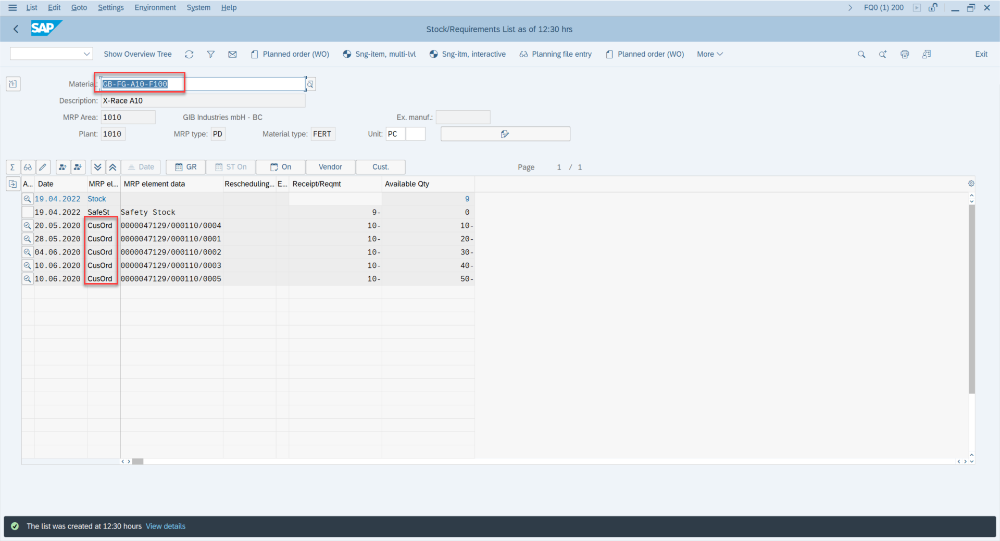 List Edit Goto Settings Environment System Help FQ0 (1) 200
SAP Stock/Requirements List as of 12:30 hrs
Show Overview Tree Planned order (WO) Sng-item, multi-lvl Sng-itm, interactive Planning file entry Planned order (WO) More Exit
Material: GB-FG-A10-F100
Description: X-Race A10
MRP Area: 1010 GIB Industries mbH - BC Ex. manuf.:
Plant: 1010 MRP type: PD Material type: FERT Unit: PC
Σ Date GR ST On On Vendor Cust. Page 1 / 1
A... Date MRP el... MRP element data Rescheduling... E... Receipt/Reqmt Available Qty
19.04.2022 Stock 9
19.04.2022 SafeSt Safety Stock 9- 0
20.05.2020 CusOrd 0000047129/000110/0004 10- 10-
28.05.2020 CusOrd 0000047129/000110/0001 10- 20-
04.06.2020 CusOrd 0000047129/000110/0002 10- 30-
10.06.2020 CusOrd 0000047129/000110/0003 10- 40-
10.06.2020 CusOrd 0000047129/000110/0005 10- 50-
The list was created at 12:30 hours View details